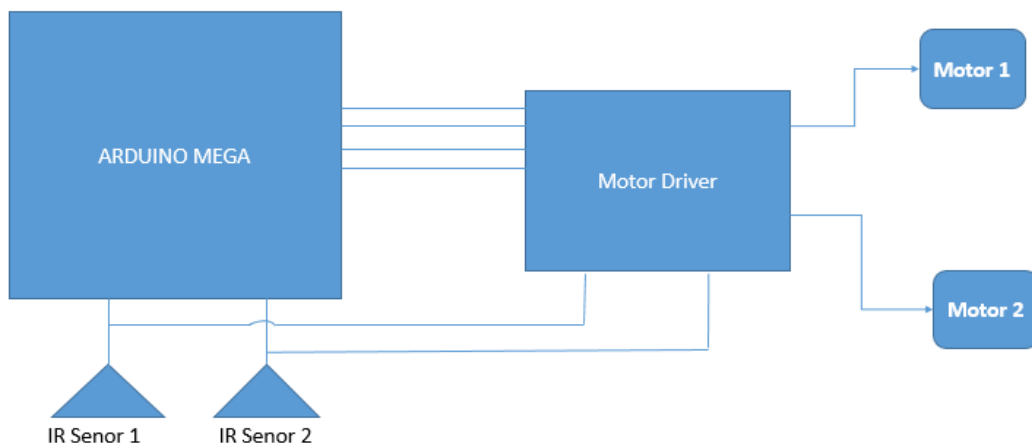 ARDUINO MEGA
Motor Driver
Motor 1
Motor 2
IR Senor 1
IR Senor 2